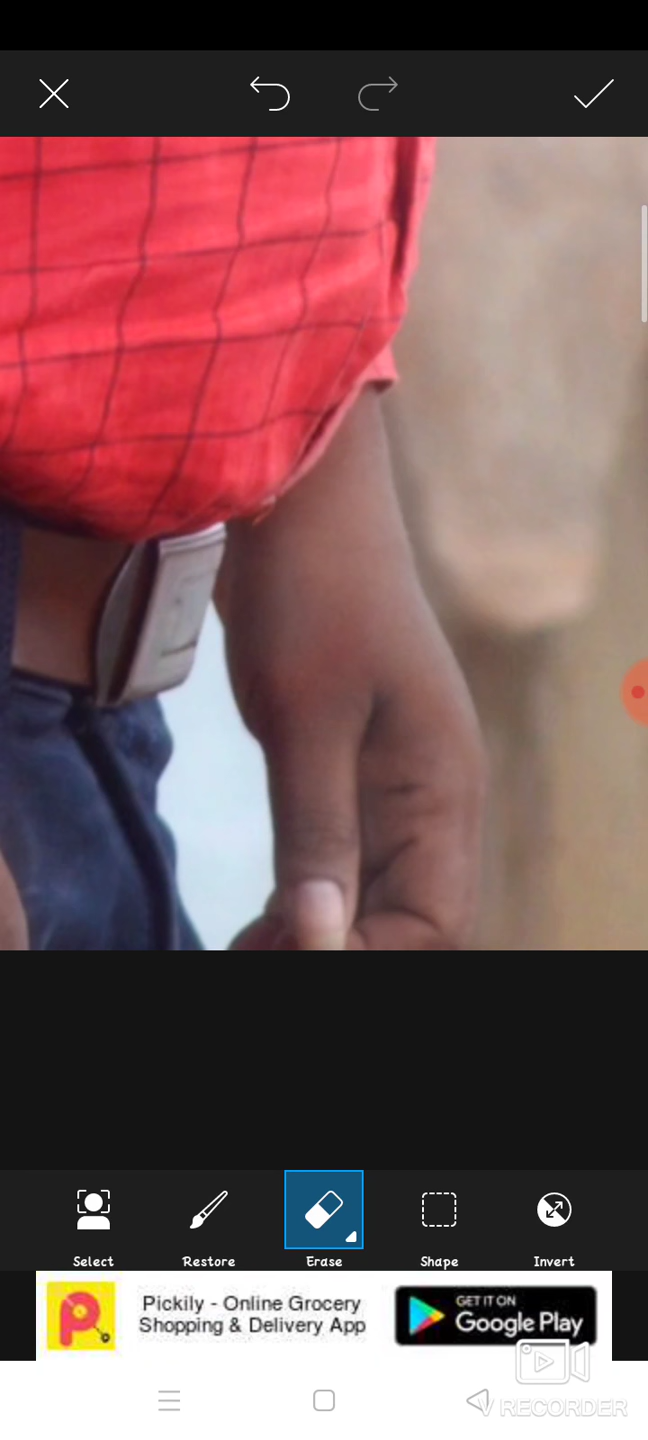 Select
Restore
Erase
Shape
Invert
Pickily - Online Grocery
Shopping & Delivery App
GET IT ON
Google Play
V RECORDER